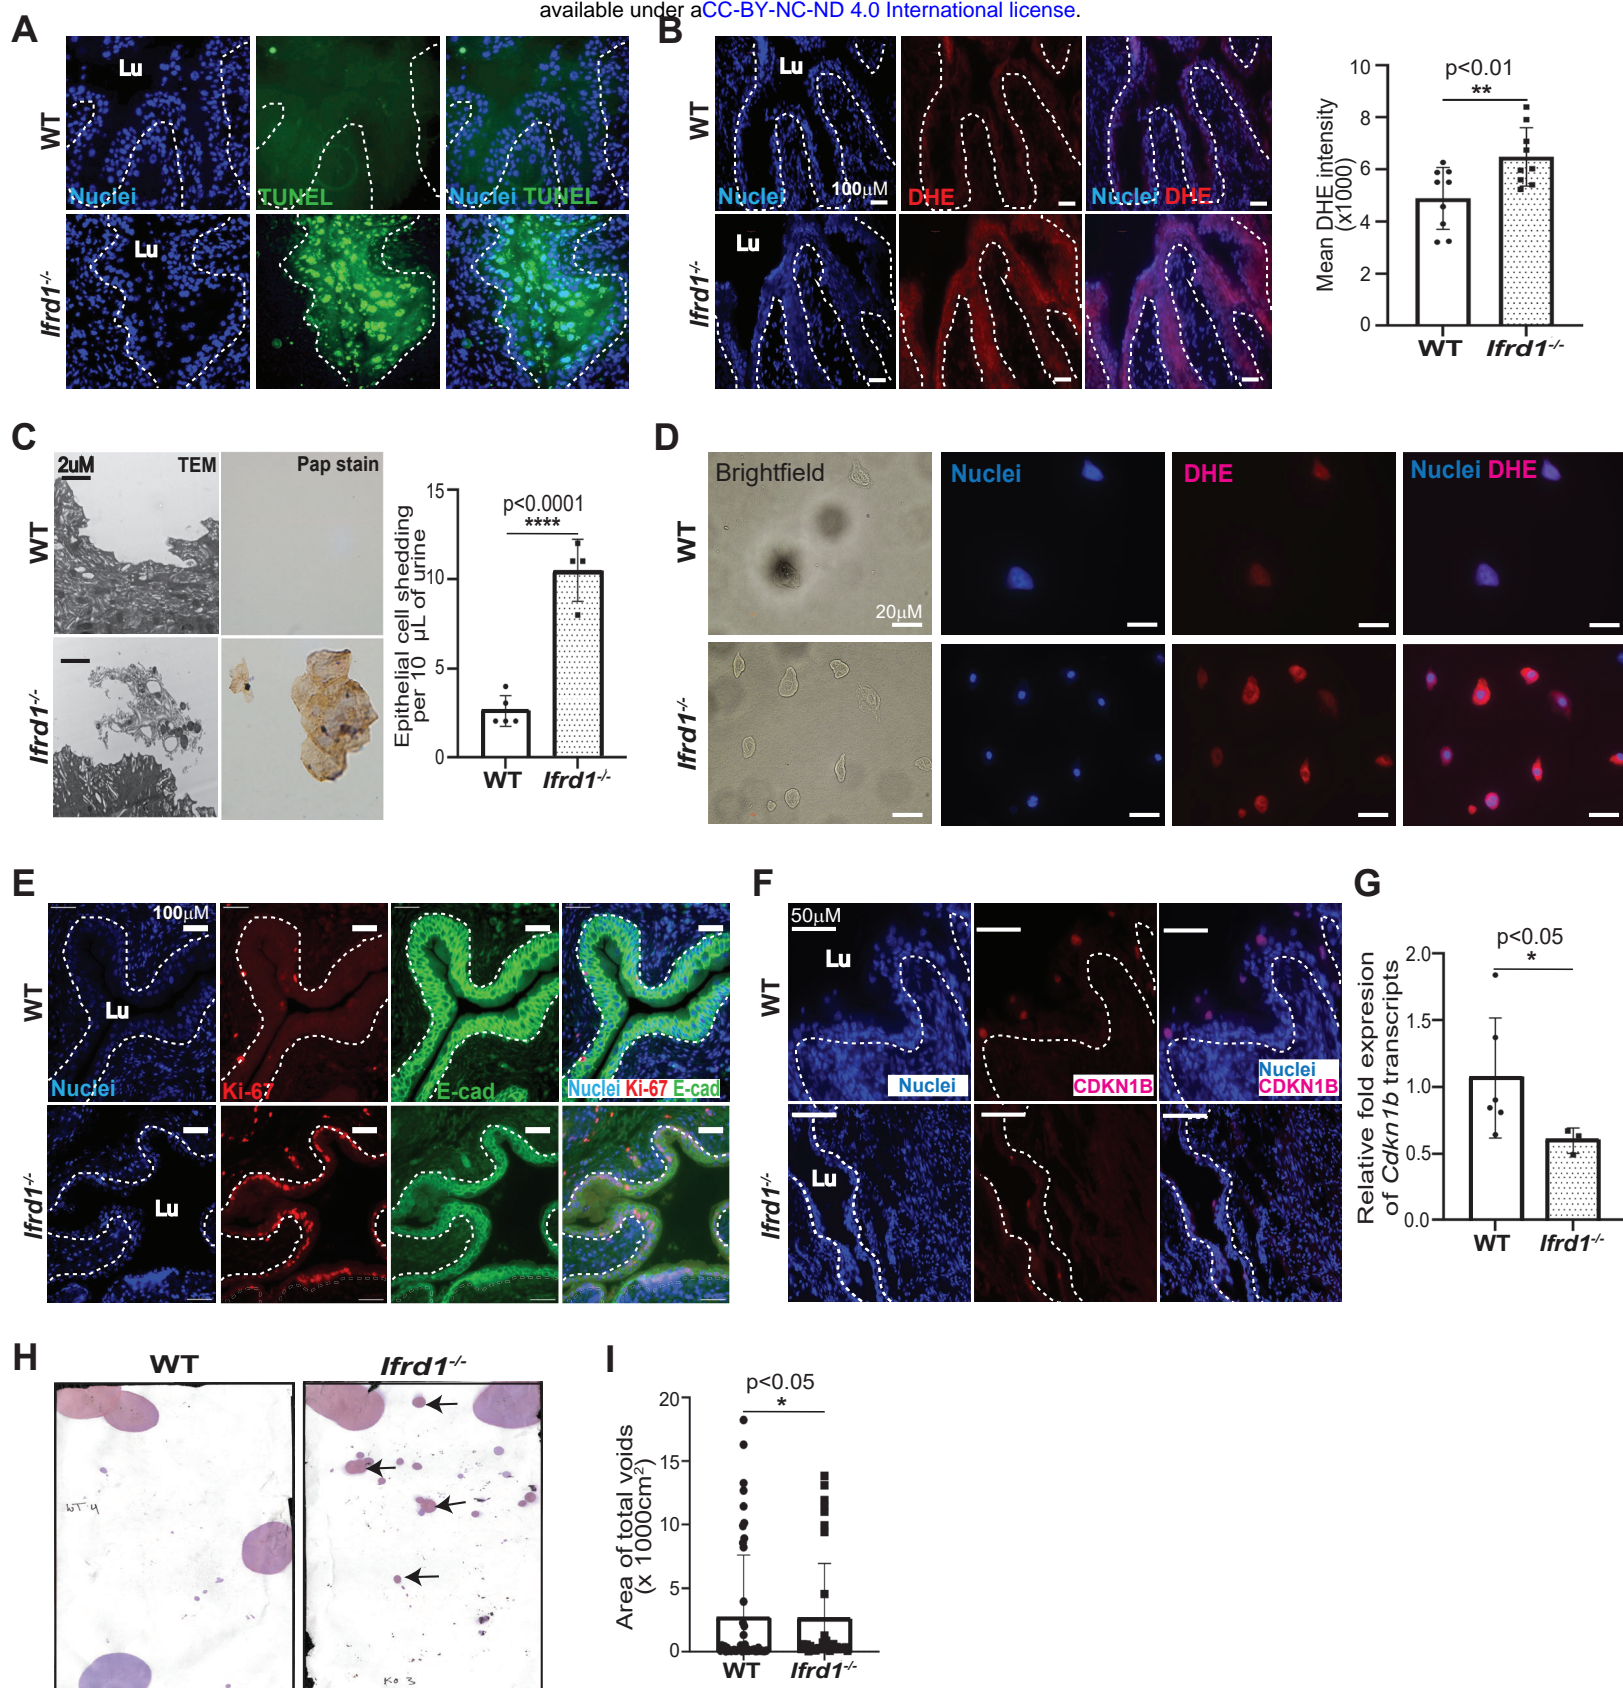 available under aCC-BY-NC-ND 4.0 International license.
A
WT
Ifrd1-/-
Lu
Nuclei
TUNEL
Nuclei TUNEL
Lu
B
WT
Ifrd1-/-
Lu
Nuclei
100µM
DHE
Nuclei DHE
Lu
Mean DHE intensity
(x1000)
10
8
6
4
2
0
p<0.01
**
WT
Ifrd1-/-
C
WT
Ifrd1-/-
2uM
TEM
Pap stain
Epithelial cell shedding
per 10 µL of urine
15
10
5
0
p<0.0001
****
WT
Ifrd1-/-
D
WT
Ifrd1-/-
Brightfield
20µM
Nuclei
DHE
Nuclei DHE
E
WT
Ifrd1-/-
100µM
Lu
Nuclei
Ki-67
E-cad
Nuclei Ki-67 E-cad
Lu
F
WT
Ifrd1-/-
50µM
Lu
Nuclei
CDKN1B
Nuclei
CDKN1B
Lu
G
Relative fold expresion
of Cdkn1b transcripts
2.0
1.5
1.0
0.5
0.0
p<0.05
*
WT
Ifrd1-/-
H
WT
Ifrd1-/-
WT 4
KO 3
I
Area of total voids
(x 1000cm2)
20
15
10
5
0
p<0.05
*
WT
Ifrd1-/-